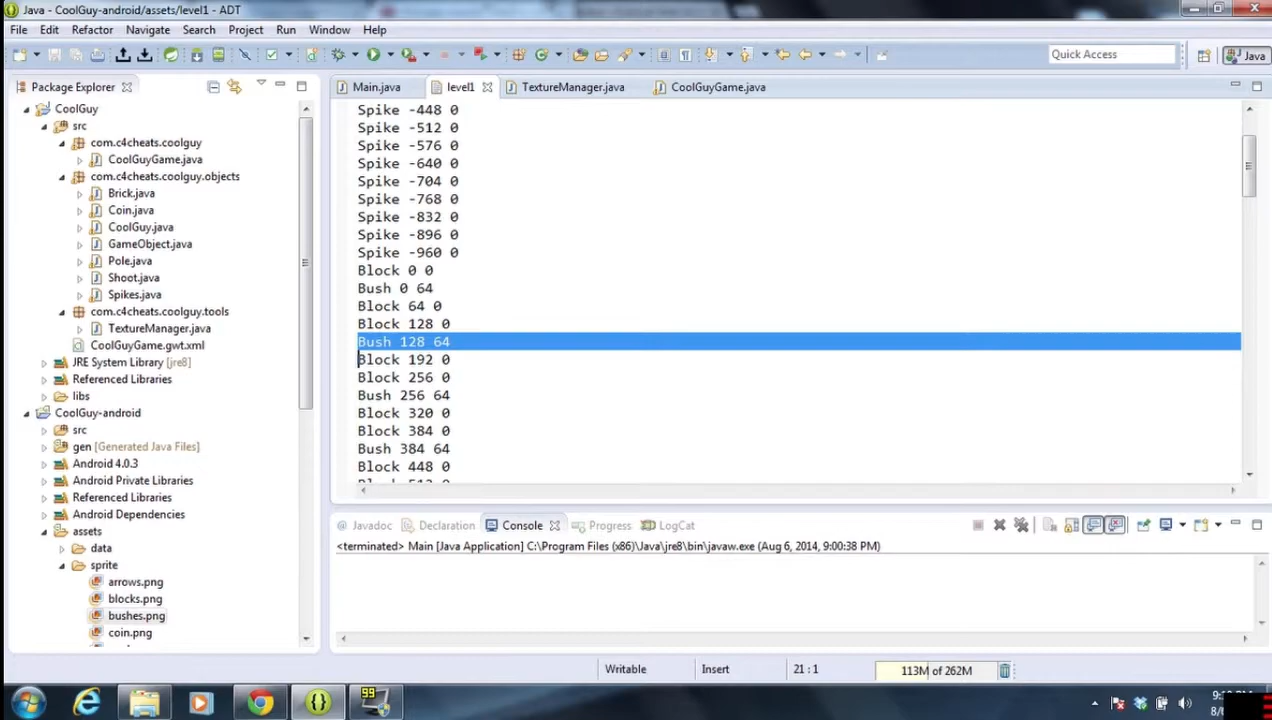 Java - CoolGuy-android/assets/level1 - ADT
File Edit Refactor Navigate Search Project Run Window Help
Quick Access
Java
Package Explorer
Main.java
level1
TextureManager.java
CoolGuyGame.java
CoolGuy
src
com.c4cheats.coolguy
CoolGuyGame.java
com.c4cheats.coolguy.objects
Brick.java
Coin.java
CoolGuy.java
GameObject.java
Pole.java
Shoot.java
Spikes.java
com.c4cheats.coolguy.tools
TextureManager.java
CoolGuyGame.gwt.xml
JRE System Library [jre8]
Referenced Libraries
libs
CoolGuy-android
src
gen [Generated Java Files]
Android 4.0.3
Android Private Libraries
Referenced Libraries
Android Dependencies
assets
data
sprite
arrows.png
blocks.png
bushes.png
coin.png
Spike -448 0
Spike -512 0
Spike -576 0
Spike -640 0
Spike -704 0
Spike -768 0
Spike -832 0
Spike -896 0
Spike -960 0
Block 0 0
Bush 0 64
Block 64 0
Block 128 0
Bush 128 64
Block 192 0
Block 256 0
Bush 256 64
Block 320 0
Block 384 0
Bush 384 64
Block 448 0
@ Javadoc
Declaration
Console
Progress
LogCat
<terminated> Main [Java Application] C:\Program Files (x86)\Java\jre8\bin\javaw.exe (Aug 6, 2014, 9:00:38 PM)
Writable
Insert
21 : 1
113M of 262M
99